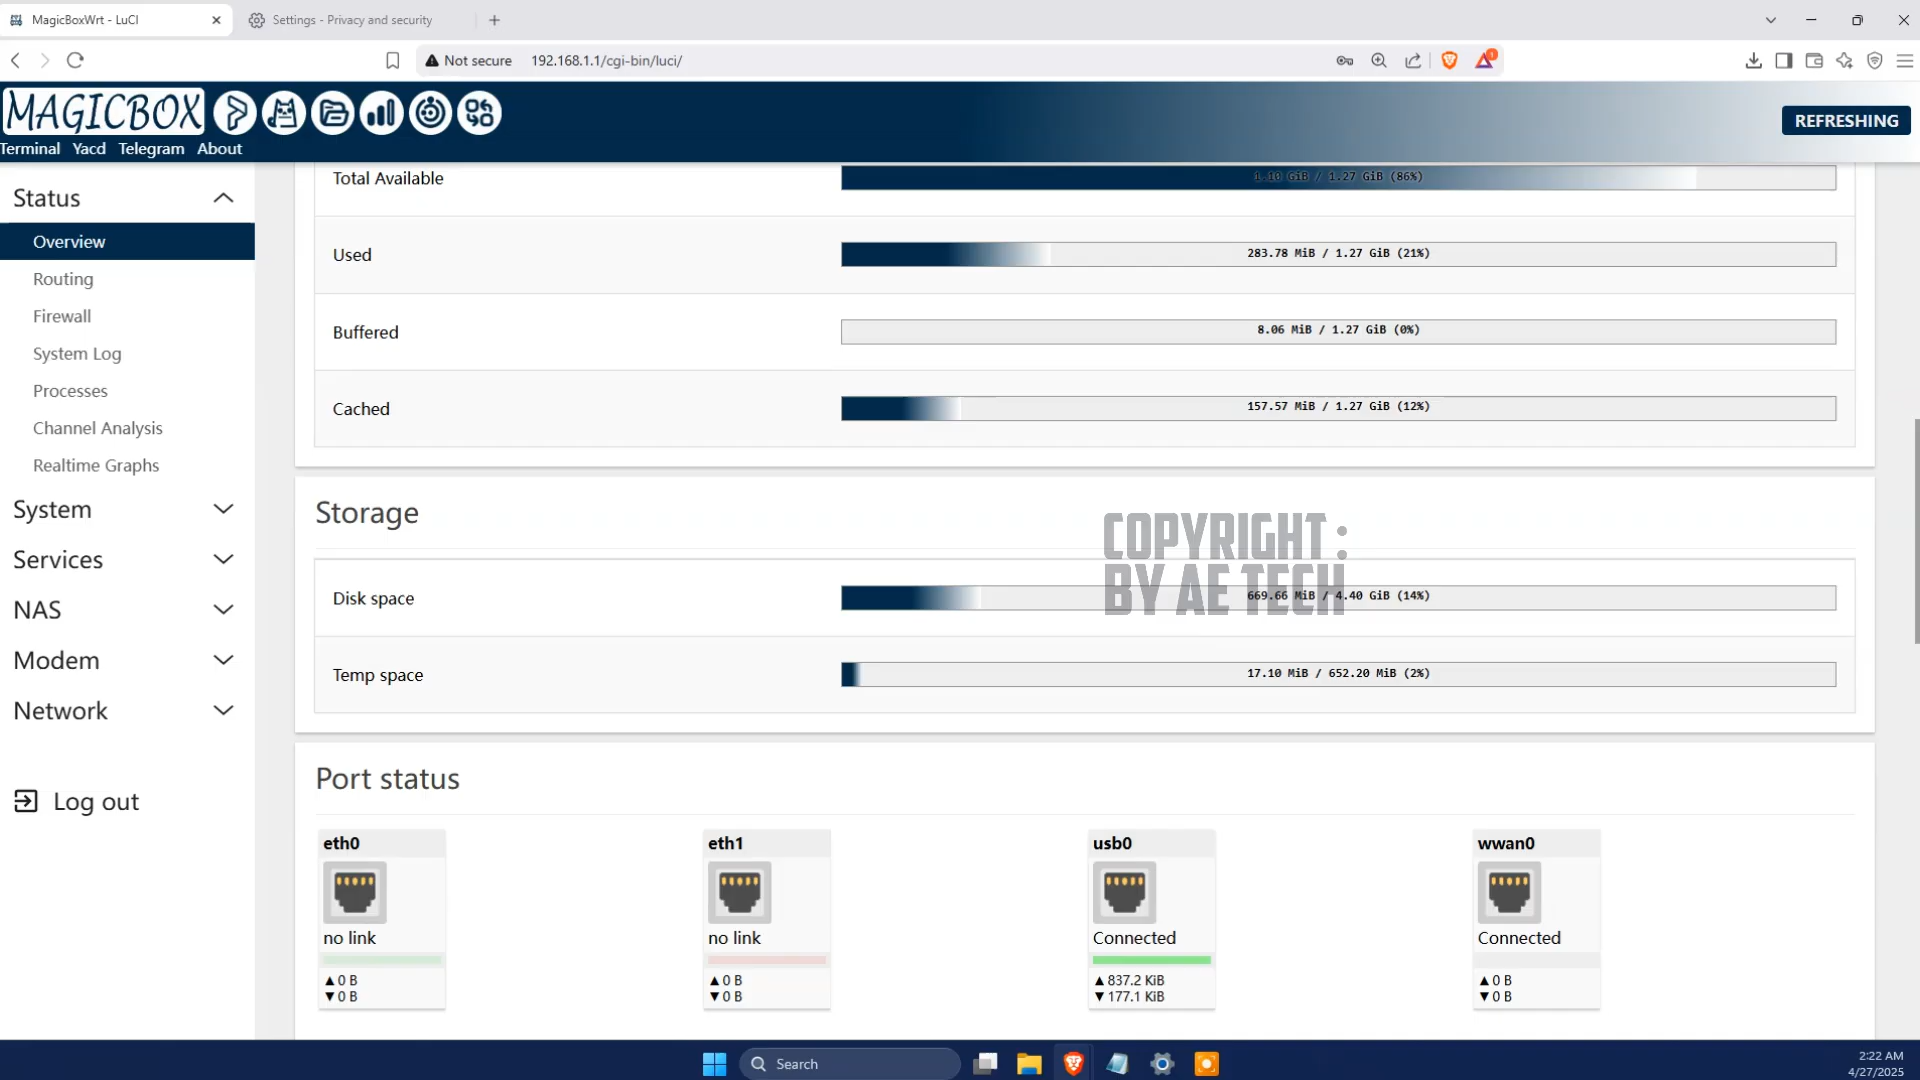 MagicBoxWrt - LuCI
Settings - Privacy and security
Not secure
192.168.1.1/cgi-bin/luci/
MAGICBOX
REFRESHING
Terminal Yacd Telegram About
Status
Overview
Routing
Firewall
System Log
Processes
Channel Analysis
Realtime Graphs
System
Services
NAS
Modem
Network
Log out
Total Available
1.10 GiB / 1.27 GiB (86%)
Used
283.78 MiB / 1.27 GiB (21%)
Buffered
8.06 MiB / 1.27 GiB (0%)
Cached
157.57 MiB / 1.27 GiB (12%)
Storage
COPYRIGHT :
BY AE TECH
Disk space
669.66 MiB / 4.40 GiB (14%)
Temp space
17.10 MiB / 652.20 MiB (2%)
Port status
eth0
no link
▲ 0 B
▼ 0 B
eth1
no link
▲ 0 B
▼ 0 B
usb0
Connected
▲ 837.2 KiB
▼ 177.1 KiB
wwan0
Connected
▲ 0 B
▼ 0 B
Search
2:22 AM
4/27/2025